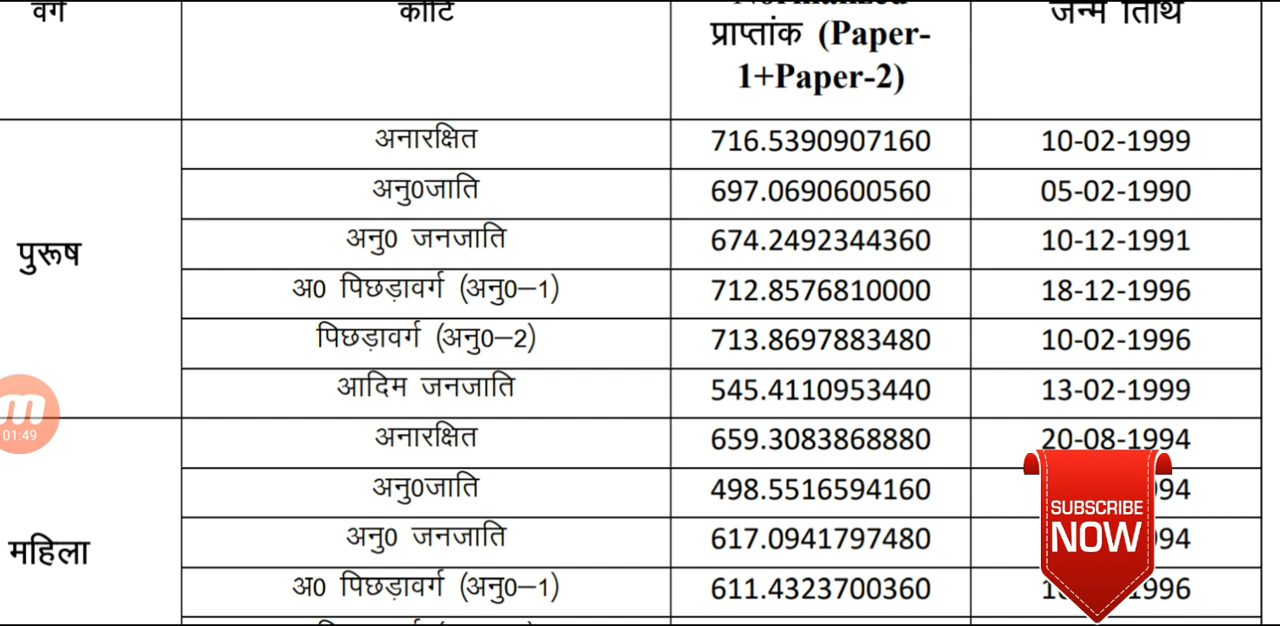 वर्ग कोटि Normalized प्राप्तांक (Paper-1+Paper-2) जन्म तिथि
पुरूष
अनारक्षित 716.5390907160 10-02-1999
अनु0जाति 697.0690600560 05-02-1990
अनु0 जनजाति 674.2492344360 10-12-1991
अ0 पिछड़ावर्ग (अनु0–1) 712.8576810000 18-12-1996
पिछड़ावर्ग (अनु0–2) 713.8697883480 10-02-1996
आदिम जनजाति 545.4110953440 13-02-1999
01:49
महिला
अनारक्षित 659.3083868880 20-08-1994
अनु0जाति 498.5516594160
अनु0 जनजाति 617.0941797480
अ0 पिछड़ावर्ग (अनु0–1) 611.4323700360
SUBSCRIBE
NOW